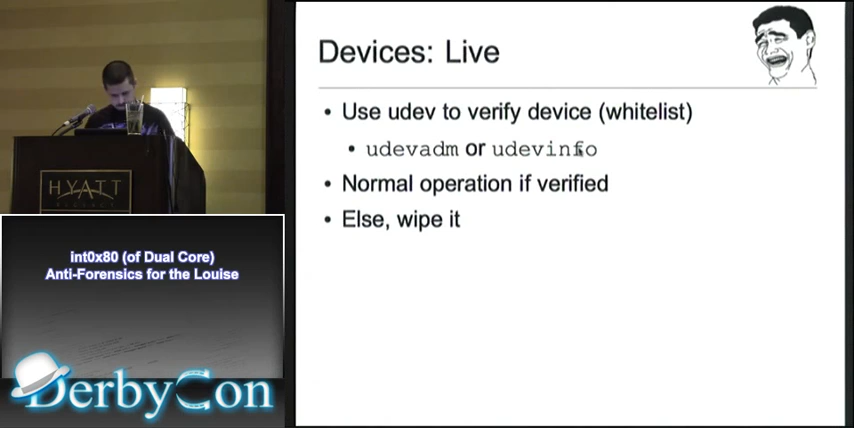 Devices: Live
• Use udev to verify device (whitelist)
• udevadm or udevinfo
• Normal operation if verified
• Else, wipe it
HYATT
int0x80 (of Dual Core)
Anti-Forensics for the Louise
DerbyCon